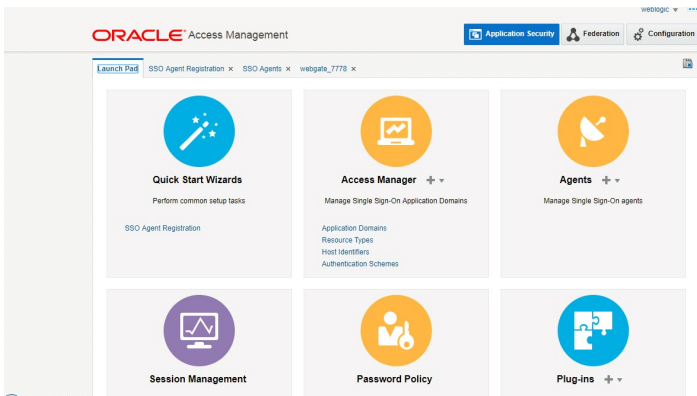 weblogic
ORACLE Access Management
Application Security
Federation
Configuration
Launch Pad
SSO Agent Registration ×
SSO Agents ×
webgate_7778 ×
Quick Start Wizards
Perform common setup tasks
SSO Agent Registration
Access Manager
Manage Single Sign-On Application Domains
Application Domains
Resource Types
Host Identifiers
Authentication Schemes
Agents
Manage Single Sign-On agents
Session Management
Password Policy
Plug-ins